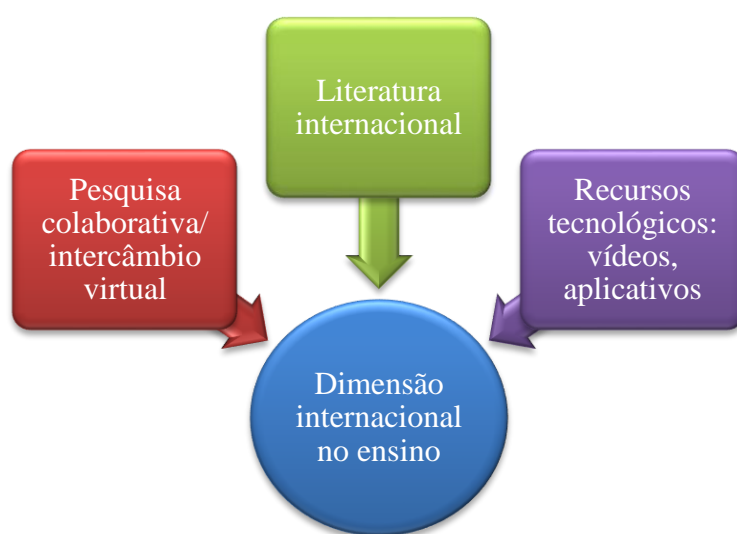 Literatura
internacional
Pesquisa
colaborativa/
intercâmbio
virtual
Recursos
tecnológicos:
vídeos,
aplicativos
Dimensão
internacional
no ensino